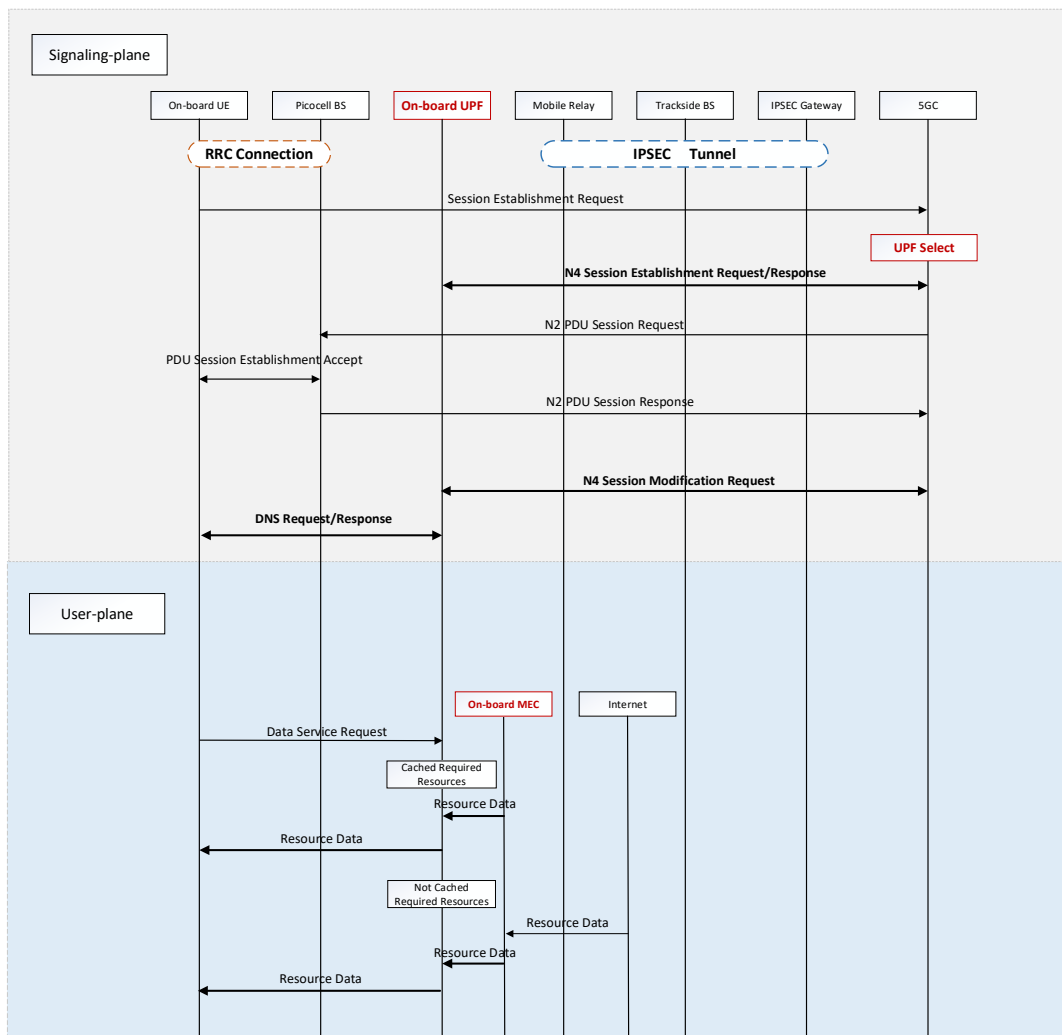 Signaling-plane
On-board UE
Picocell BS
On-board UPF
Mobile Relay
Trackside BS
IPSEC Gateway
5GC
RRC Connection
IPSEC Tunnel
Session Establishment Request
UPF Select
N4 Session Establishment Request/Response
N2 PDU Session Request
PDU Session Establishment Accept
N2 PDU Session Response
N4 Session Modification Request
DNS Request/Response
User-plane
On-board MEC
Internet
Data Service Request
Cached Required
Resources
Resource Data
Resource Data
Not Cached
Required Resources
Resource Data
Resource Data
Resource Data